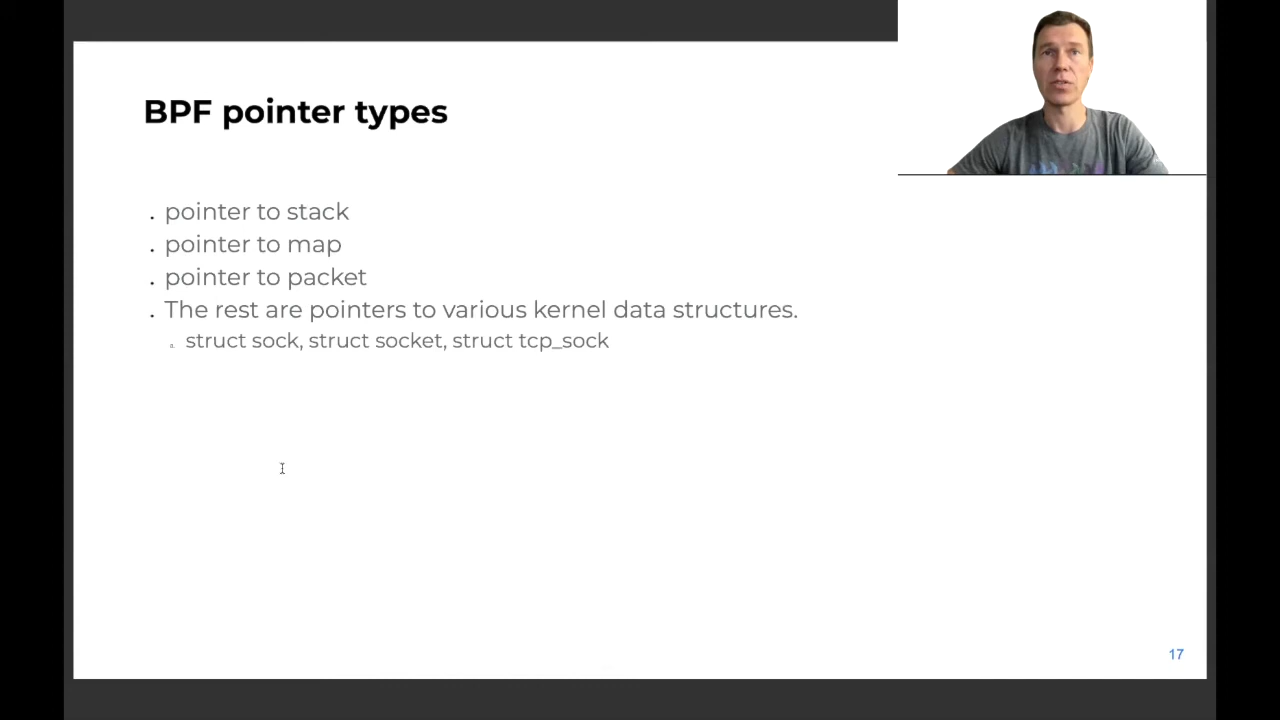 BPF pointer types
. pointer to stack
. pointer to map
. pointer to packet
. The rest are pointers to various kernel data structures.
struct sock, struct socket, struct tcp_sock
17